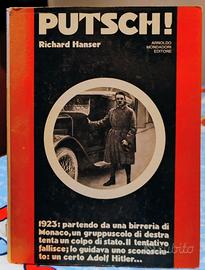 PUTSCH!
Richard Hanser
ARNOLDO
MONDADORI
EDITORE
1923: partendo da una birreria di
Monaco, un gruppuscolo di destra
tenta un colpo di stato. Il tentativo
fallisce; lo guidava uno sconosciu-
to: un certo Adolf Hitler...
subito